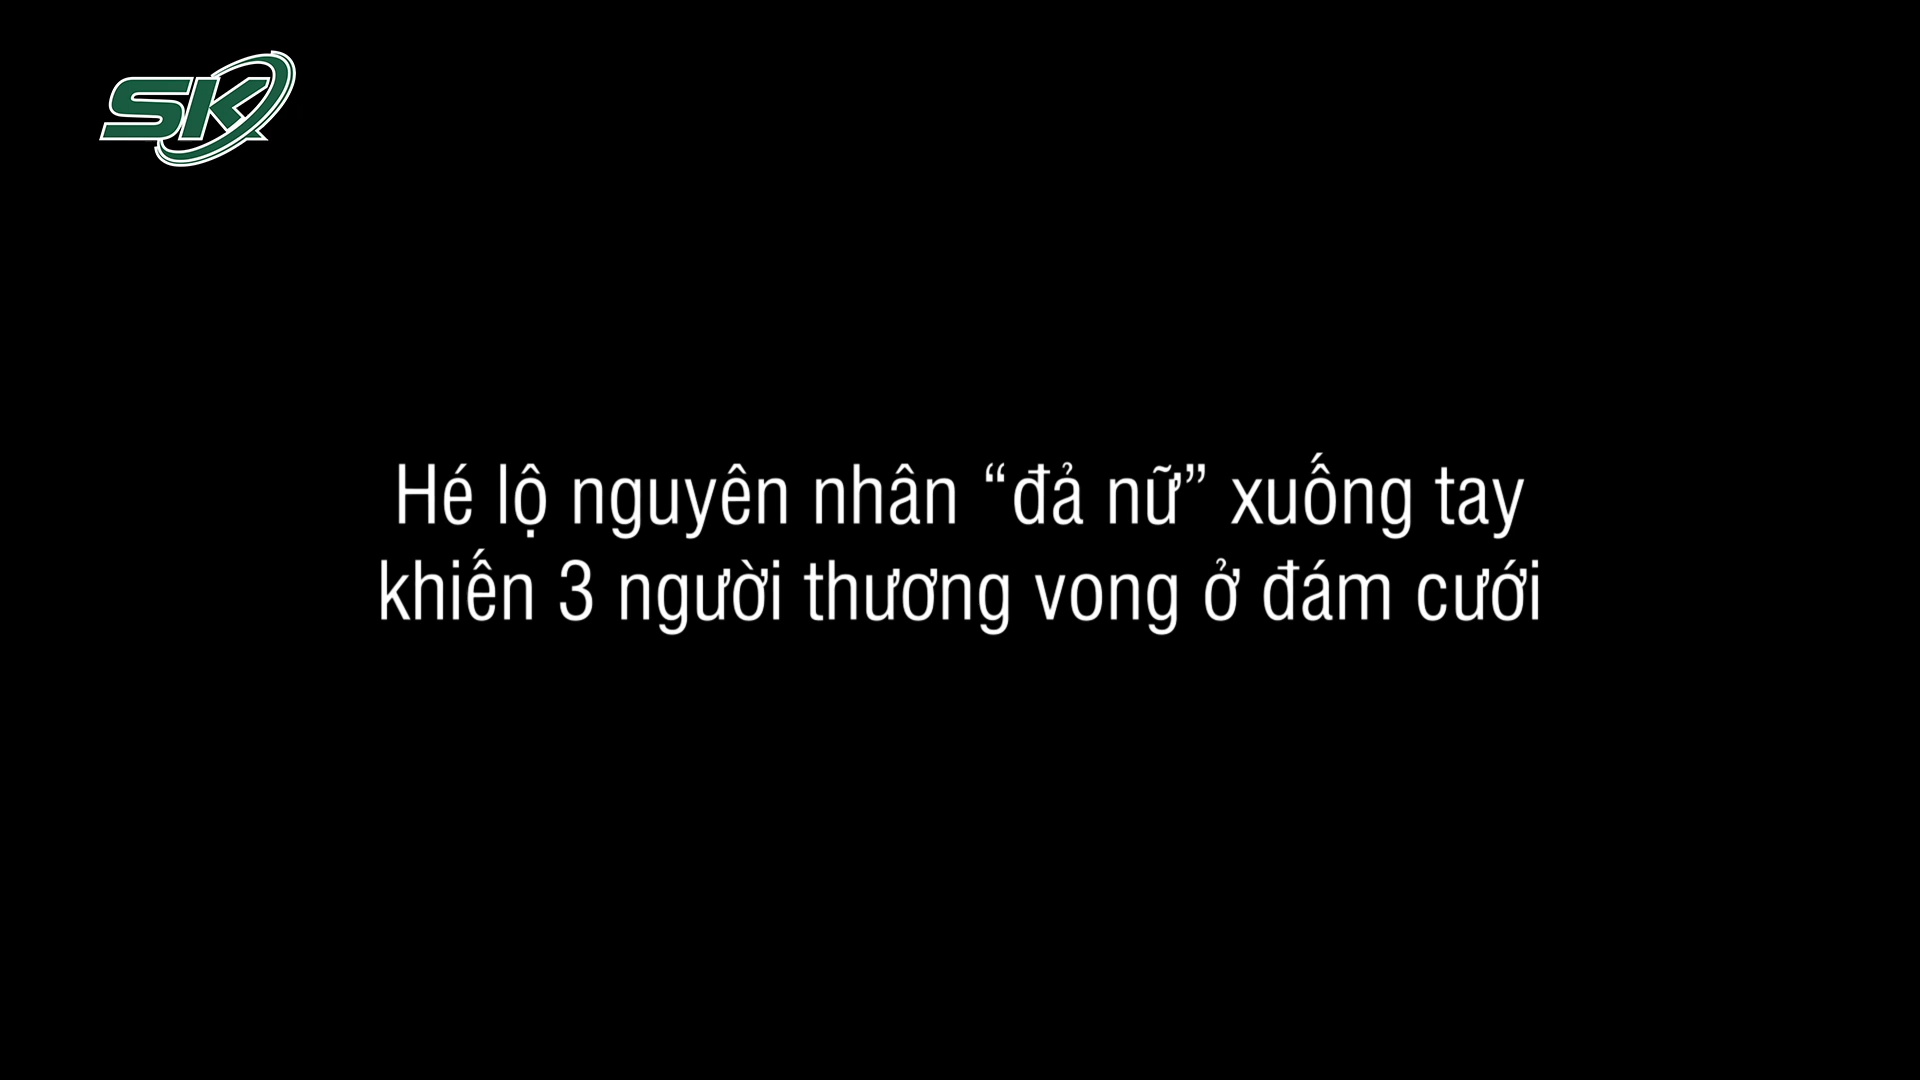 SK
Hé lộ nguyên nhân “đả nữ” xuống tay
khiến 3 người thương vong ở đám cưới